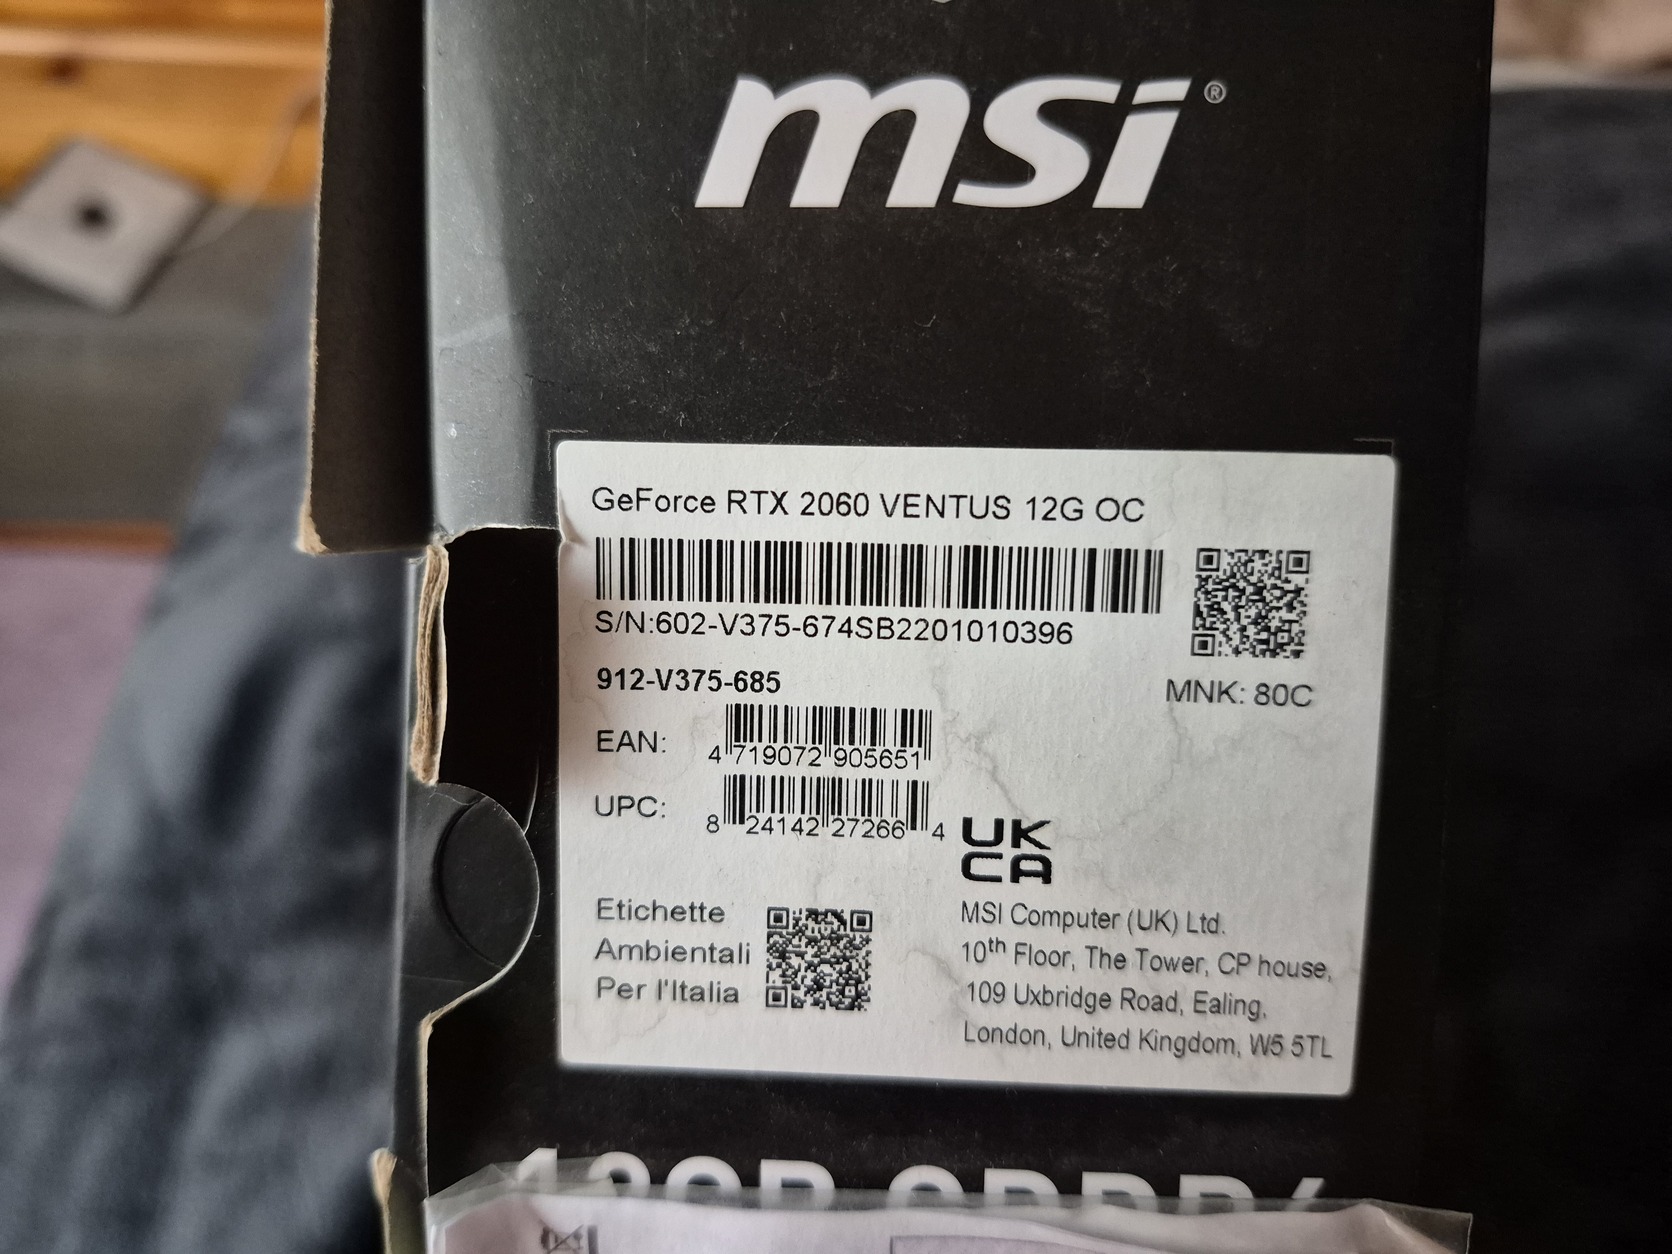 msi®
GeForce RTX 2060 VENTUS 12G OC
S/N:602-V375-674SB2201010396
912-V375-685
MNK: 80C
EAN: 4 719072 905651
UPC: 8 24142 27266 4
UK
CA
Etichette
Ambientali
Per l'Italia
MSI Computer (UK) Ltd.
10th Floor, The Tower, CP house,
109 Uxbridge Road, Ealing,
London, United Kingdom, W5 5TL
12GB GDDR6